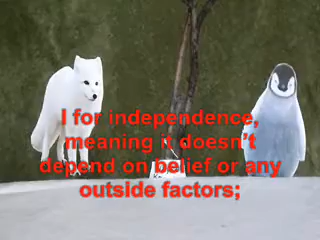 I for independence,
meaning it doesn't
depend on belief or any
outside factors;